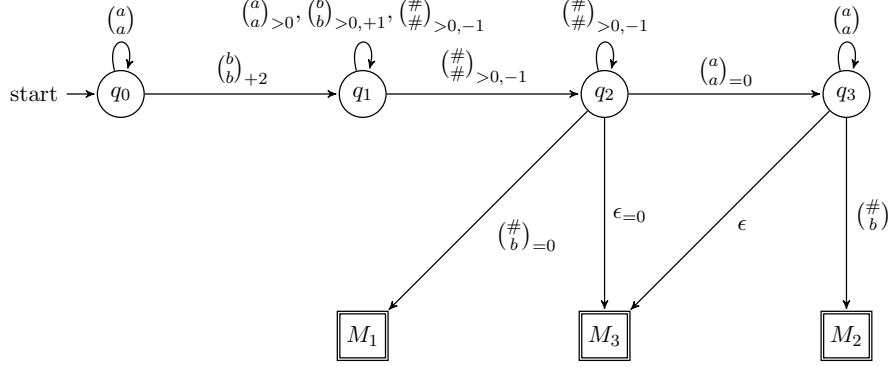 (a a) (a a)>0, (b b)>0,+1, (# #)>0,-1 (# #)>0,-1 (a a)
(b b)+2 (# #)>0,-1 (a a)=0
start q0 q1 q2 q3
(# b)=0 ϵ=0 ϵ (# b)
M1 M3 M2